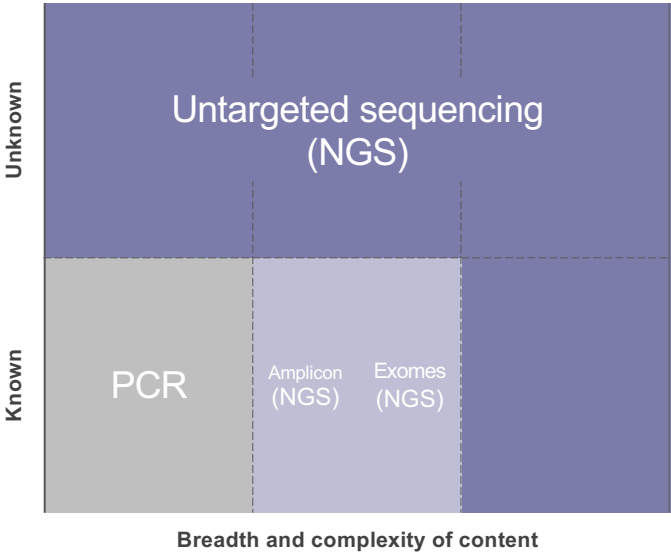 Unknown
Untargeted sequencing
(NGS)
Known
PCR
Amplicon
(NGS)
Exomes
(NGS)
Breadth and complexity of content